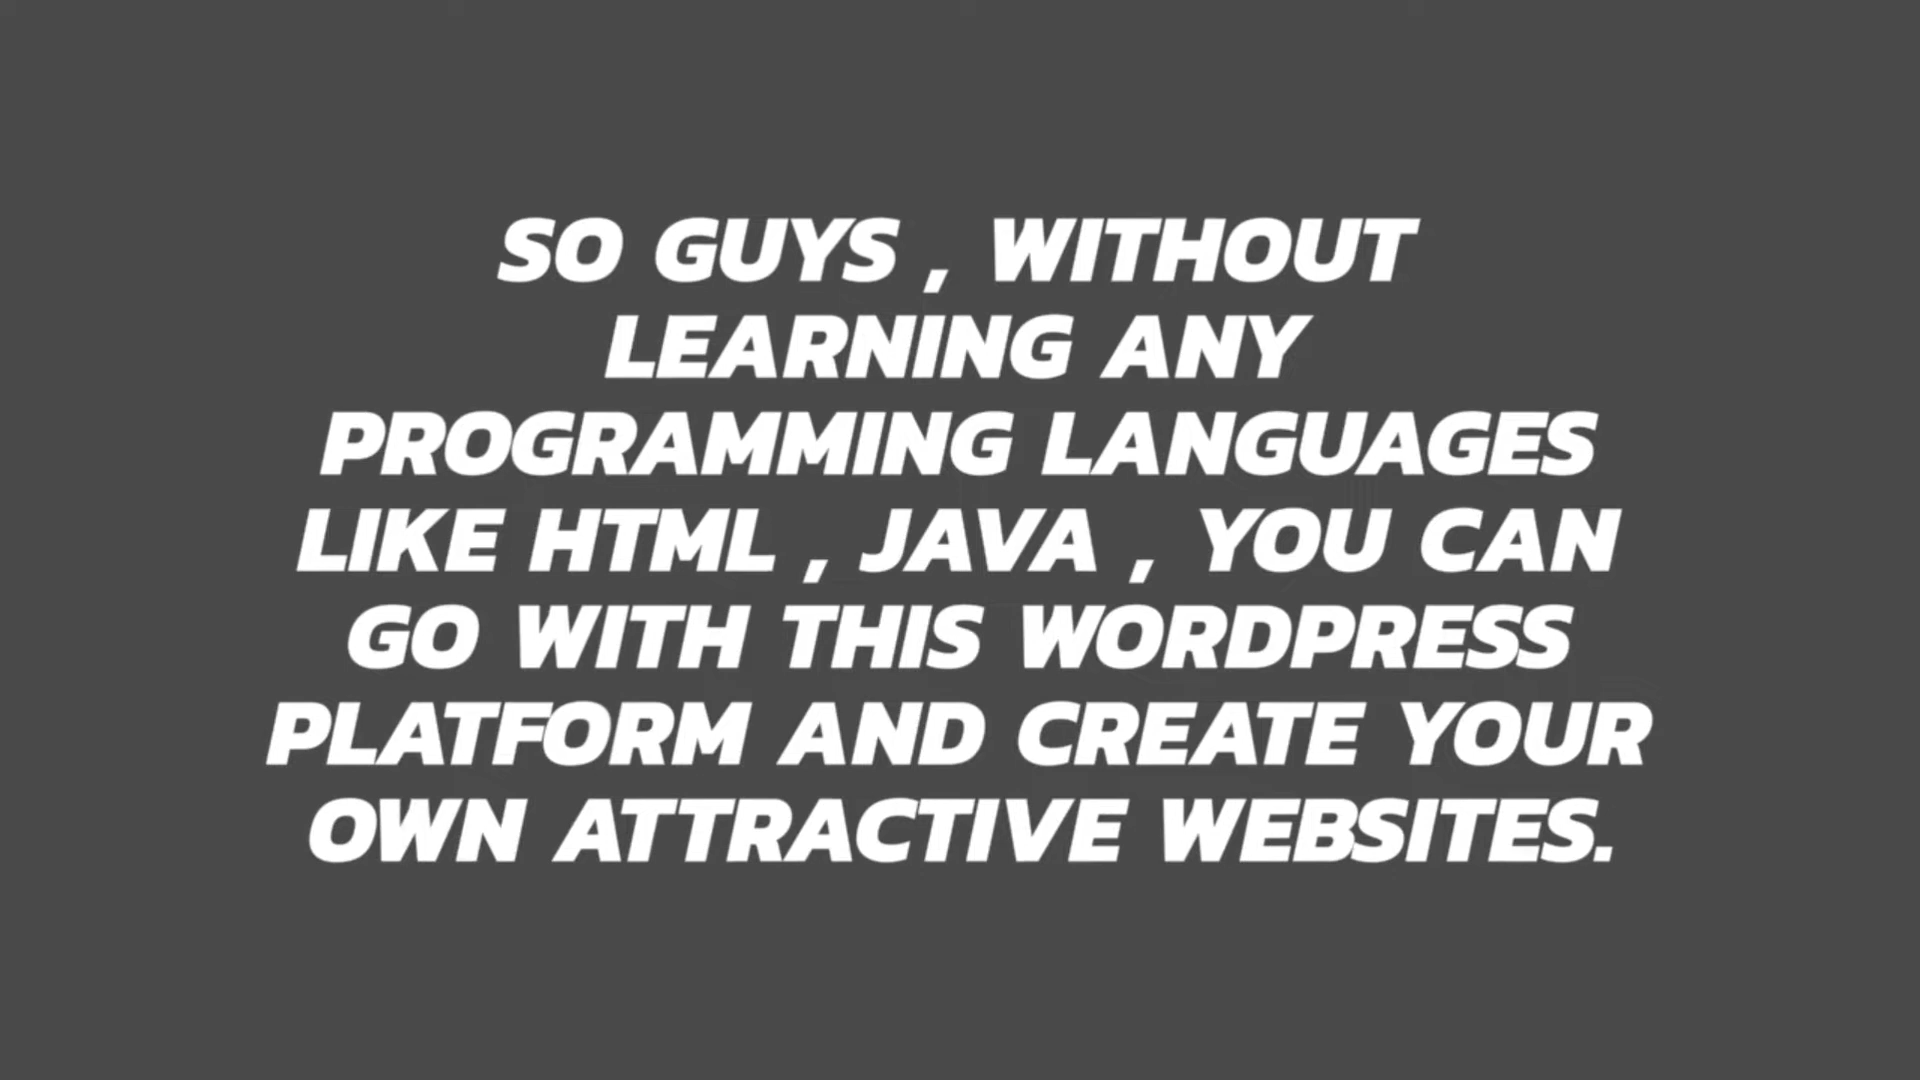 SO GUYS , WITHOUT
LEARNING ANY
PROGRAMMING LANGUAGES
LIKE HTML , JAVA , YOU CAN
GO WITH THIS WORDPRESS
PLATFORM AND CREATE YOUR
OWN ATTRACTIVE WEBSITES.